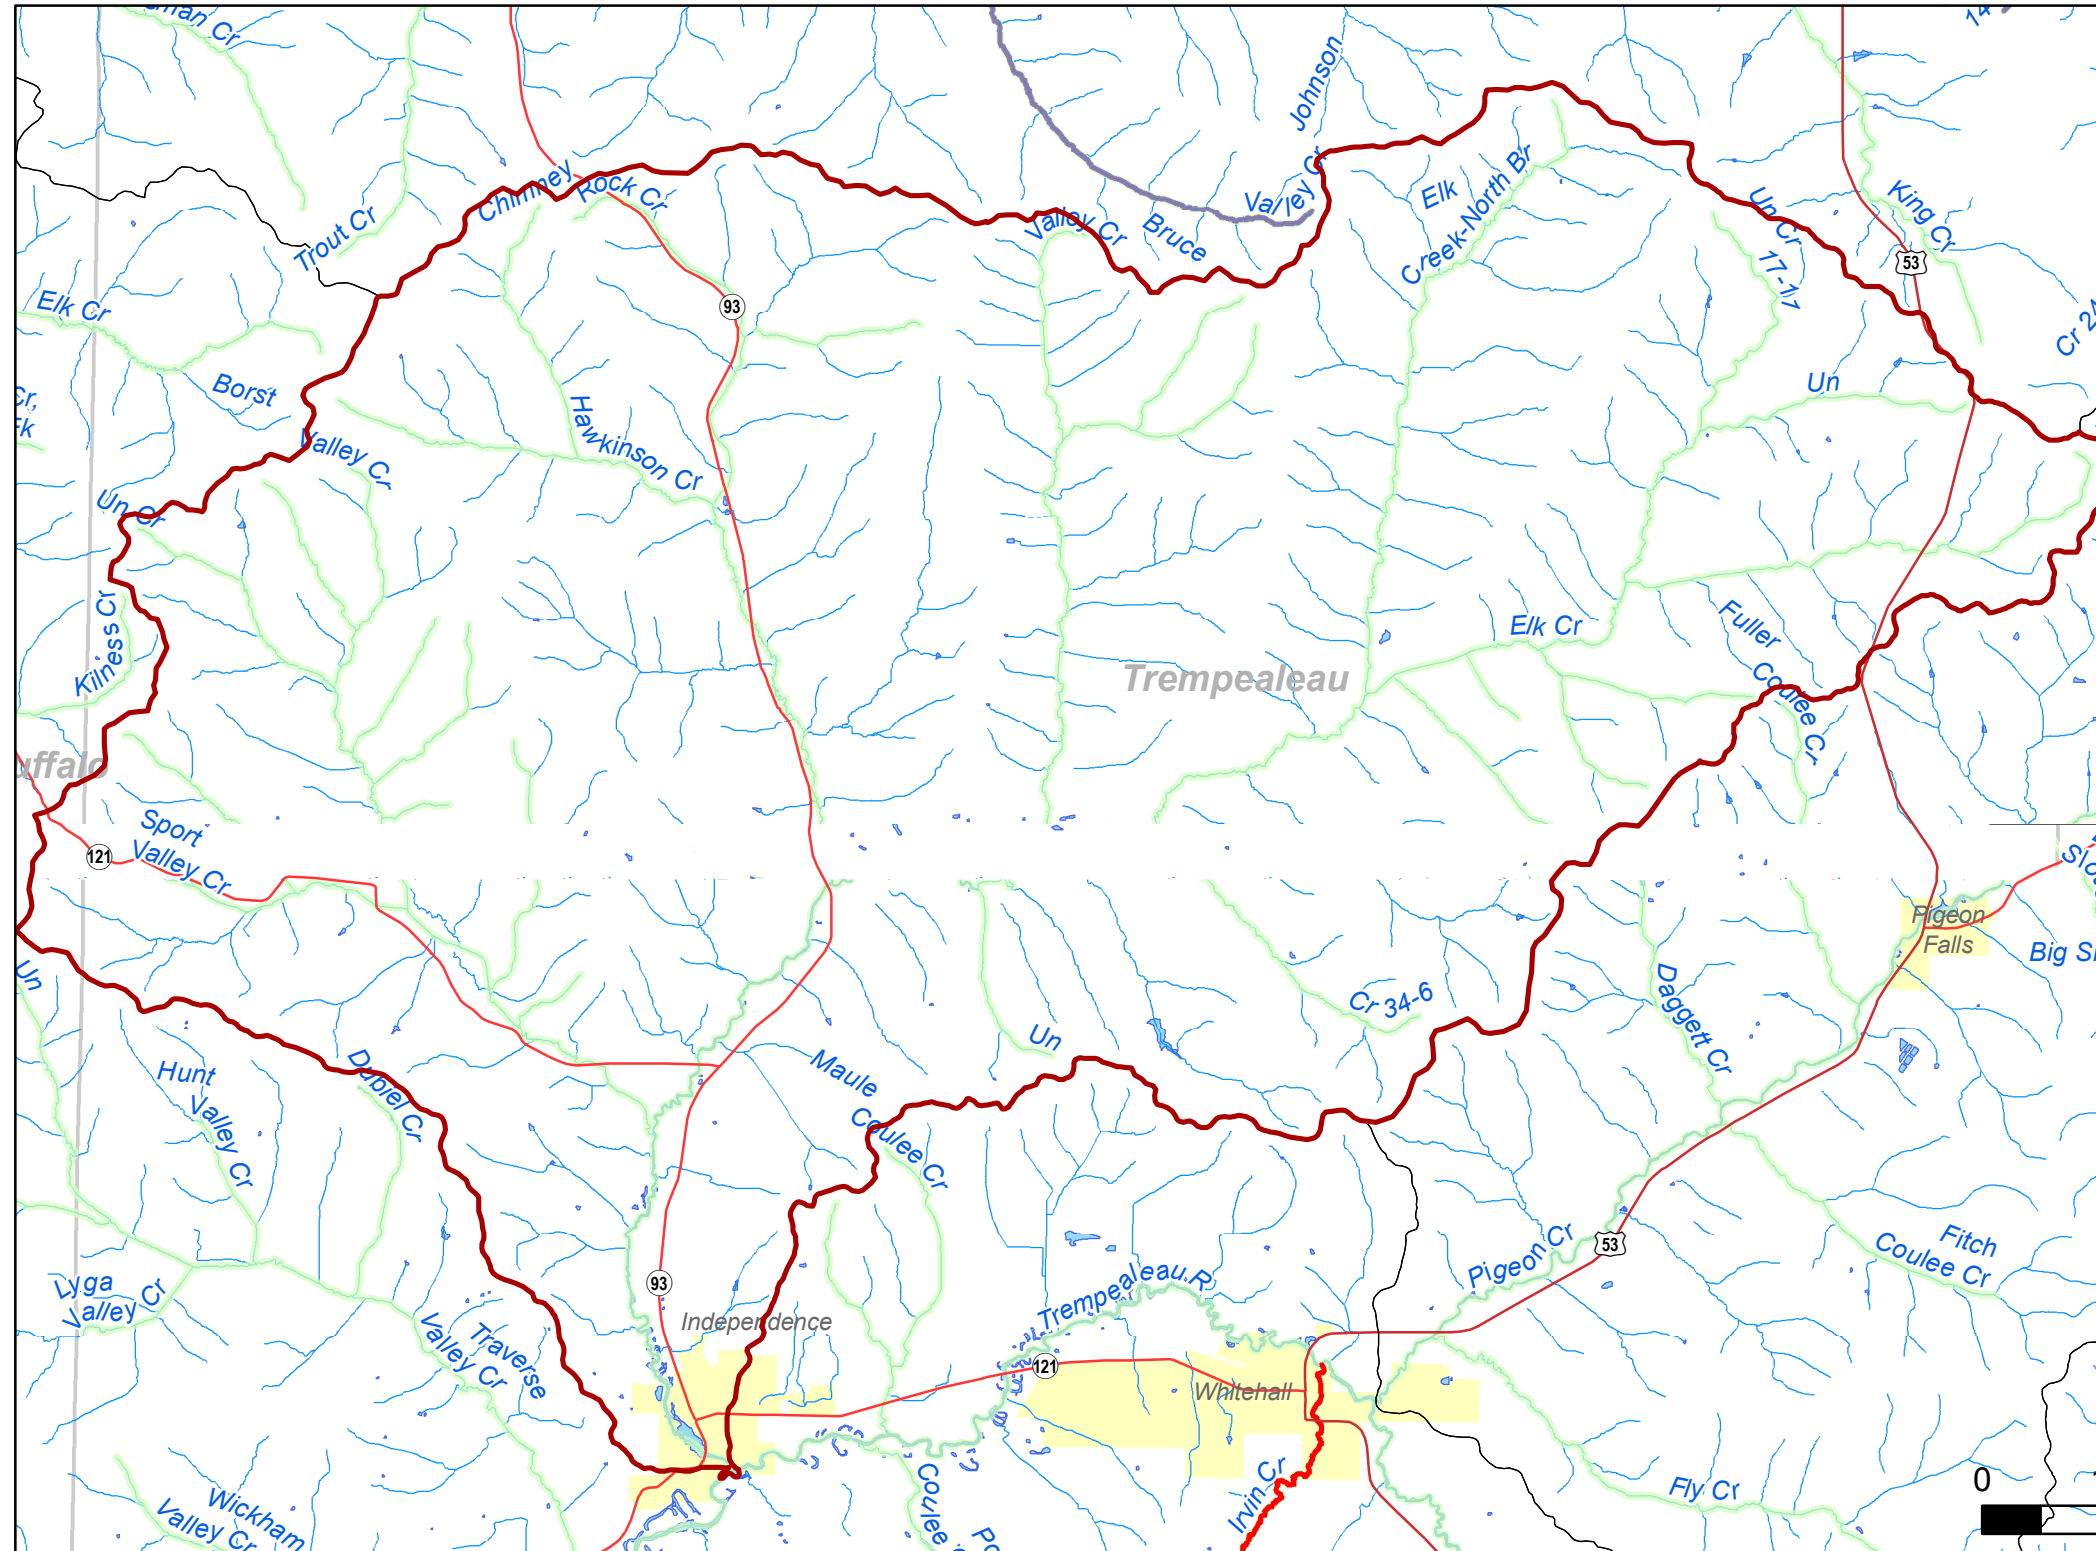 Cr
Johnson
Trout Cr
Chimney
Rock Cr
Valley Cr
Bruce
Valley Cr
Elk
Creek-North Br
Un Cr
17-11
King Cr
53
Elk Cr
93
Borst
Valley Cr
Hawkinson Cr
Un
Un Cr
Kilness Cr
Elk Cr
Fuller
Coulee Cr
Trempealeau
Sport
Valley Cr
121
Pigeon
Falls
Un
Cr 34-6
Un
Daggett Cr
Maule
Coulee Cr
Hunt
Valley Cr
Dubiel Cr
Lyga
Valley Cr
Traverse
Valley Cr
93
Independence
Trempealeau R
121
Whitehall
Pigeon Cr
53
Fitch
Coulee Cr
Irvin Cr
Fly Cr
Wickham
Valley Cr
Coulee
0